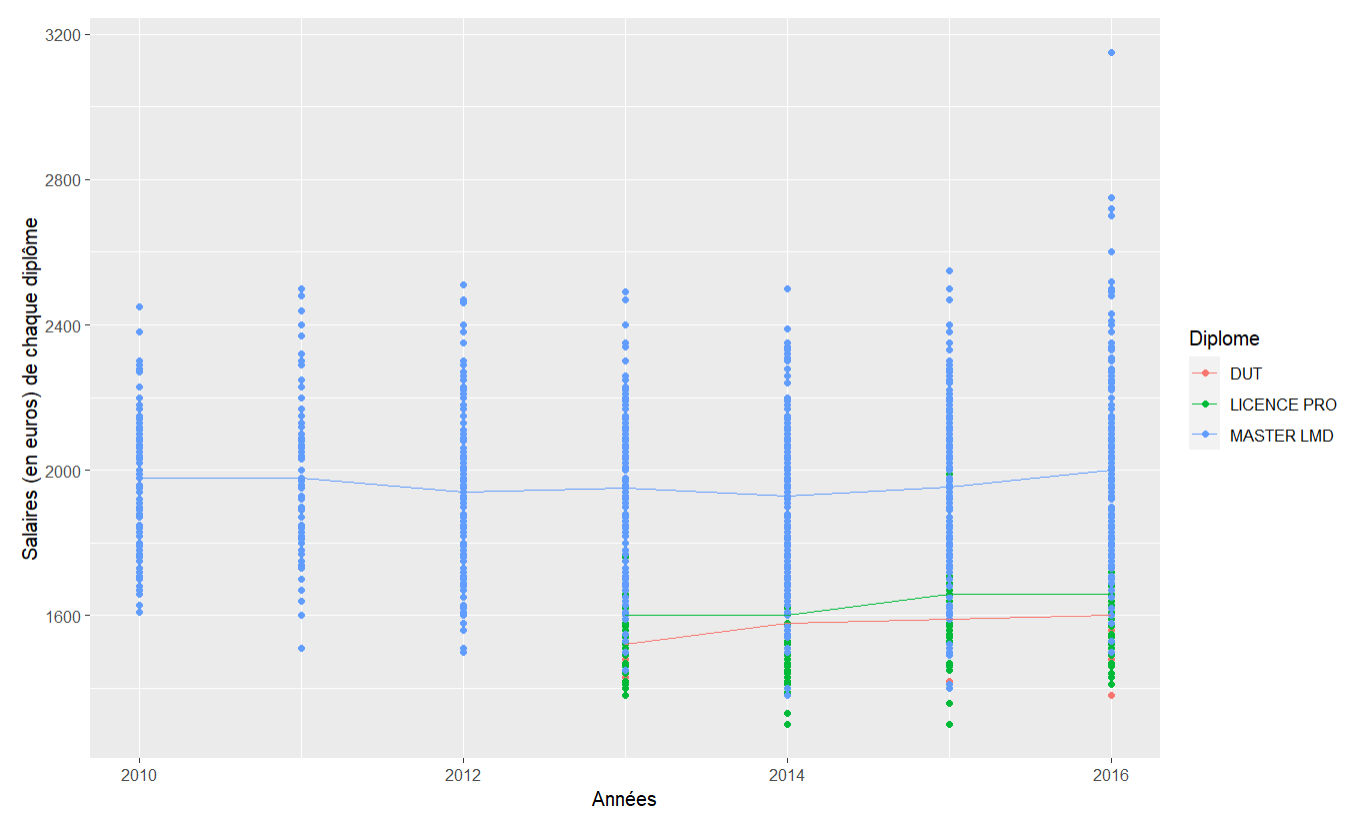 3200
2800
2400
2000
1600
Salaires (en euros) de chaque diplôme
2010
2012
2014
2016
Années
Diplome
DUT
LICENCE PRO
MASTER LMD